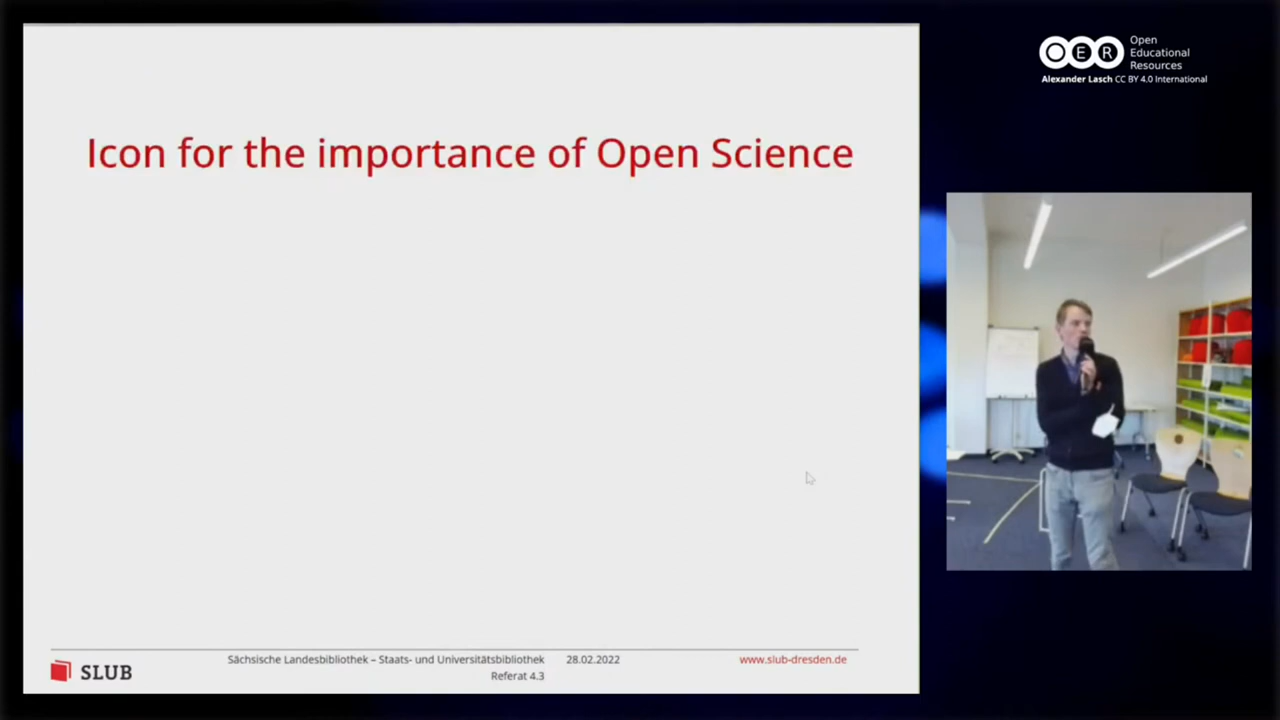 Icon for the importance of Open Science
SLUB
Sächsische Landesbibliothek – Staats- und Universitätsbibliothek
Referat 4.3
28.02.2022
www.slub-dresden.de
OER
Open
Educational
Resources
Alexander Lasch CC BY 4.0 International